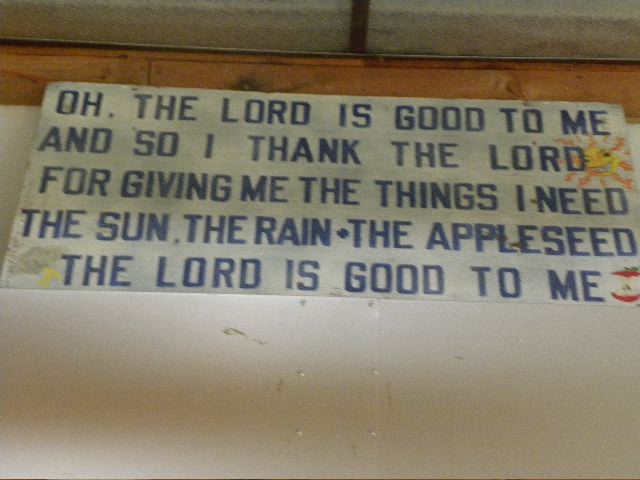 OH, THE LORD IS GOOD TO ME
AND SO I THANK THE LORD
FOR GIVING ME THE THINGS I NEED
THE SUN, THE RAIN + THE APPLESEED
THE LORD IS GOOD TO ME